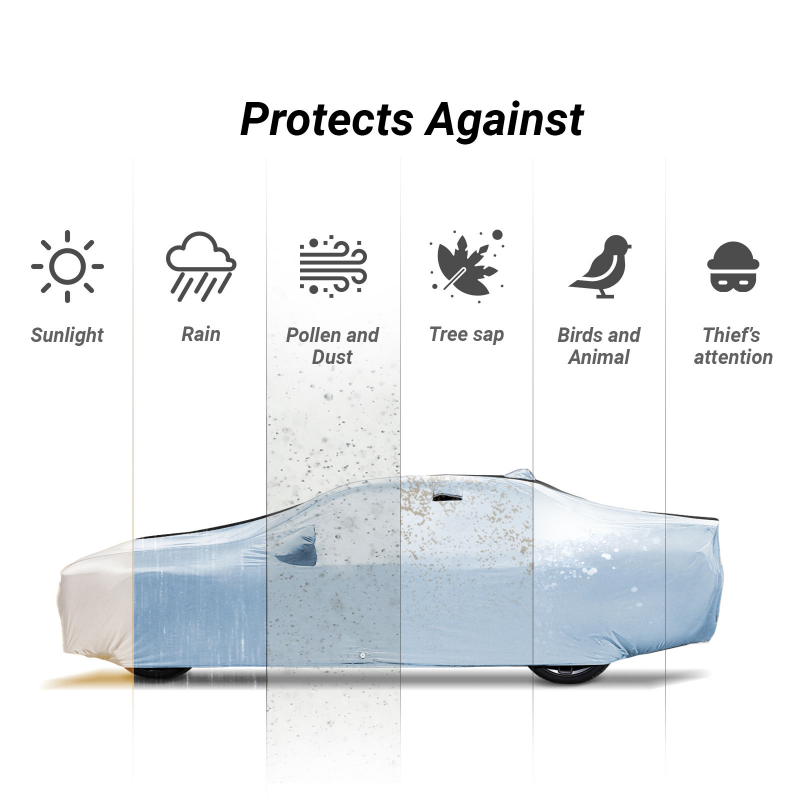 Protects Against
Sunlight
Rain
Pollen and
Dust
Tree sap
Birds and
Animal
Thief's
attention